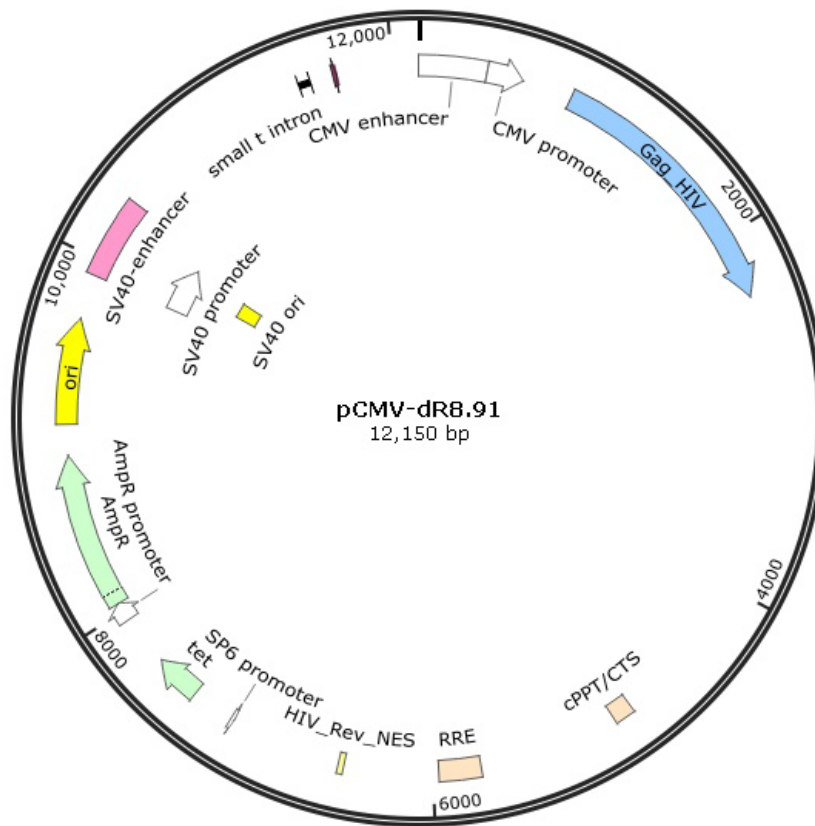 12,000
small t intron
CMV enhancer
CMV promoter
Gag_HIV
2000
10,000
SV40-enhancer
SV40 promoter
SV40 ori
ori
pCMV-dR8.91
12,150 bp
AmpR promoter
AmpR
4000
8000
tet
SP6 promoter
HIV_Rev_NES
RRE
cPPT/CTS
6000